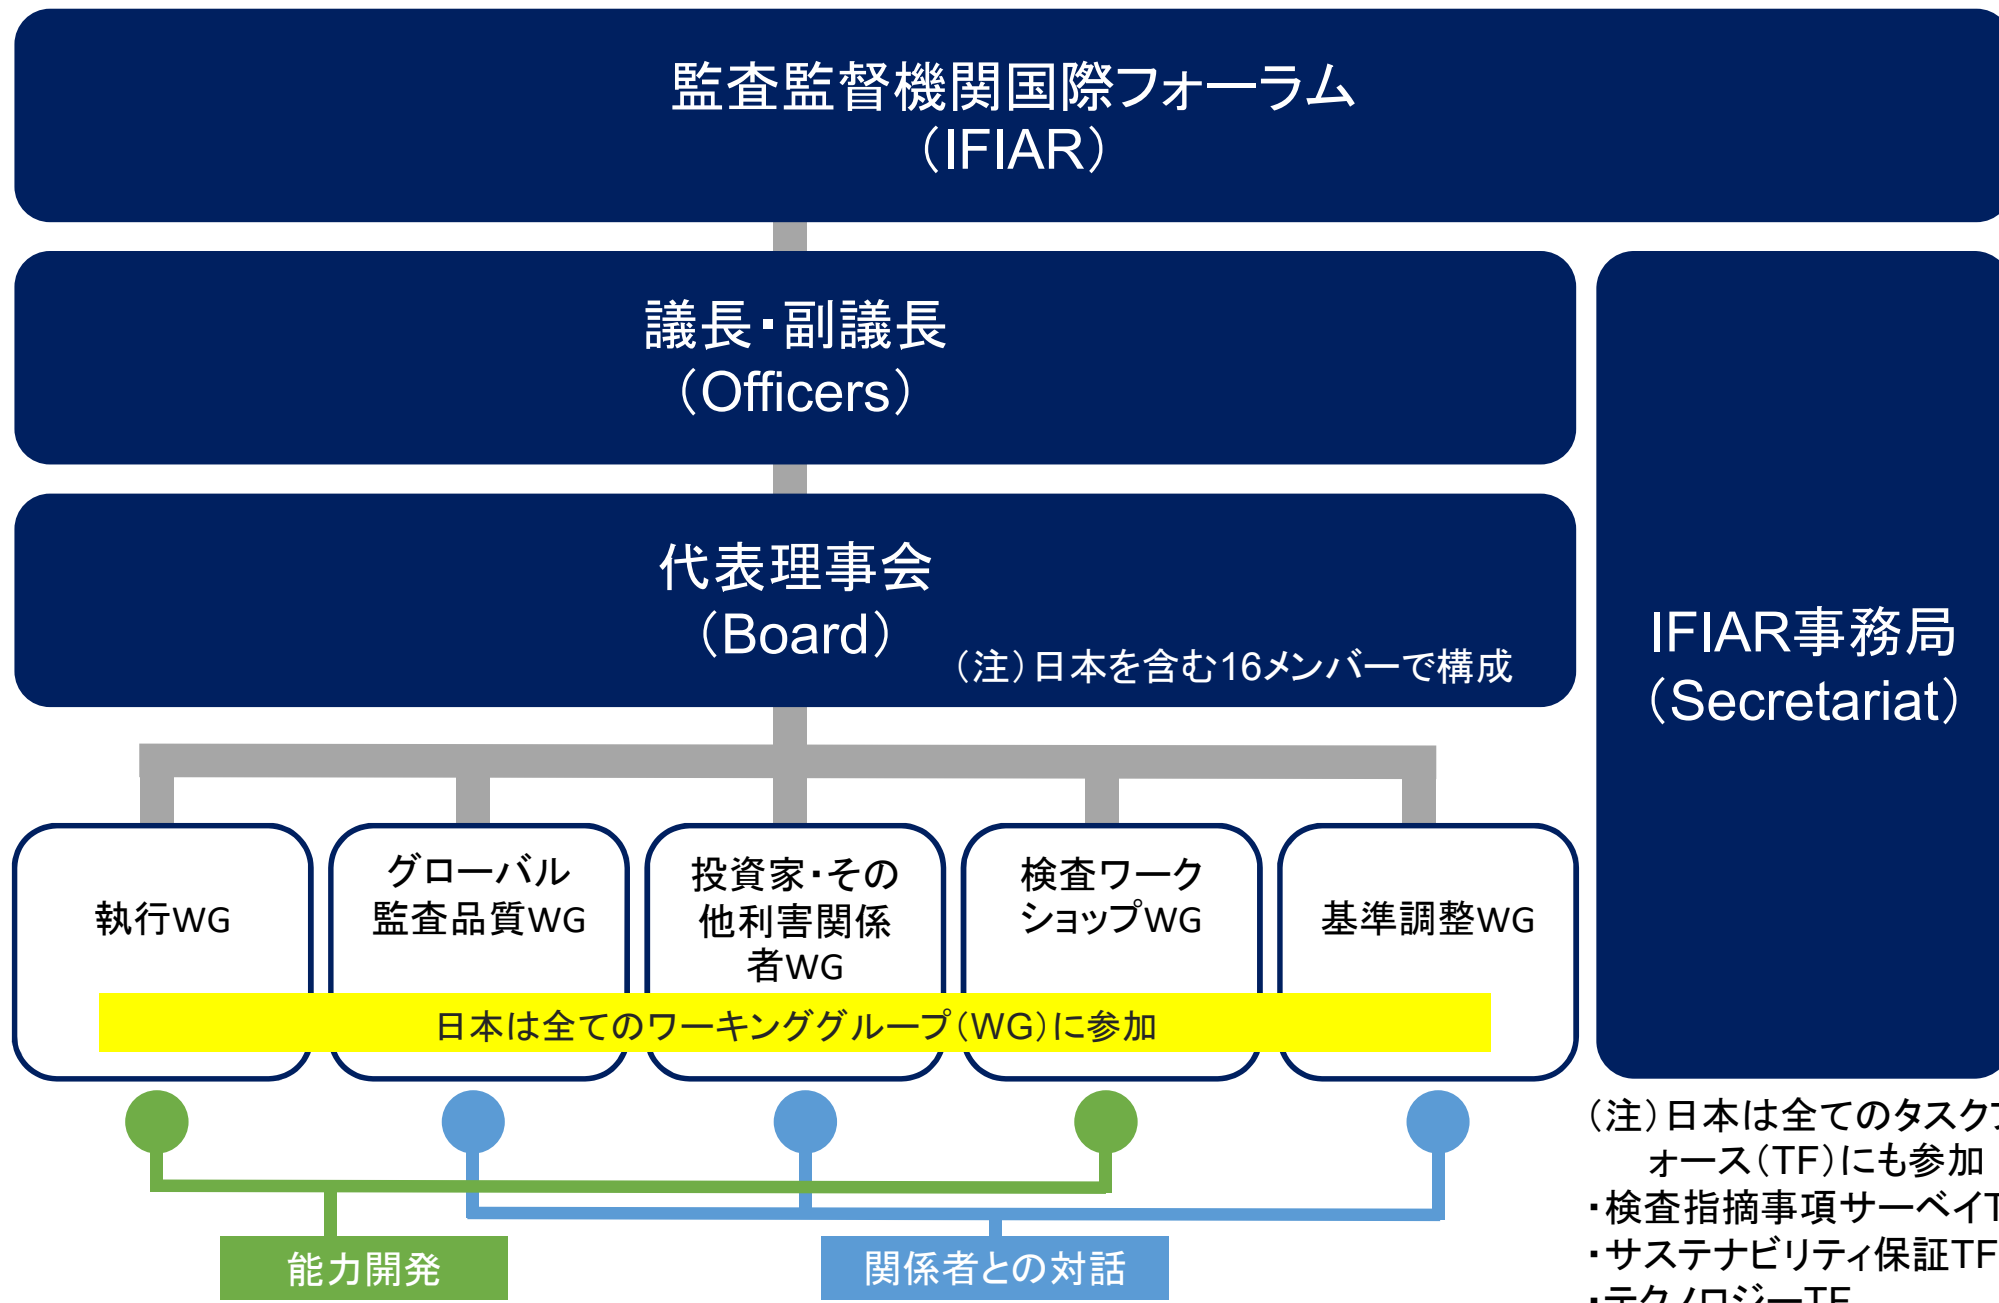 監査監督機関国際フォーラム
（IFIAR）
議長・副議長
（Officers）
代表理事会
（Board）
（注）日本を含む16メンバーで構成
IFIAR事務局
（Secretariat）
執行WG
グローバル
監査品質WG
投資家・その
他利害関係
者WG
検査ワーク
ショップWG
基準調整WG
日本は全てのワーキンググループ（WG）に参加
能力開発
関係者との対話
（注）日本は全てのタスクフ
ォース（TF）にも参加
・検査指摘事項サーベイT
・サステナビリティ保証TF
・テクノロジーTF